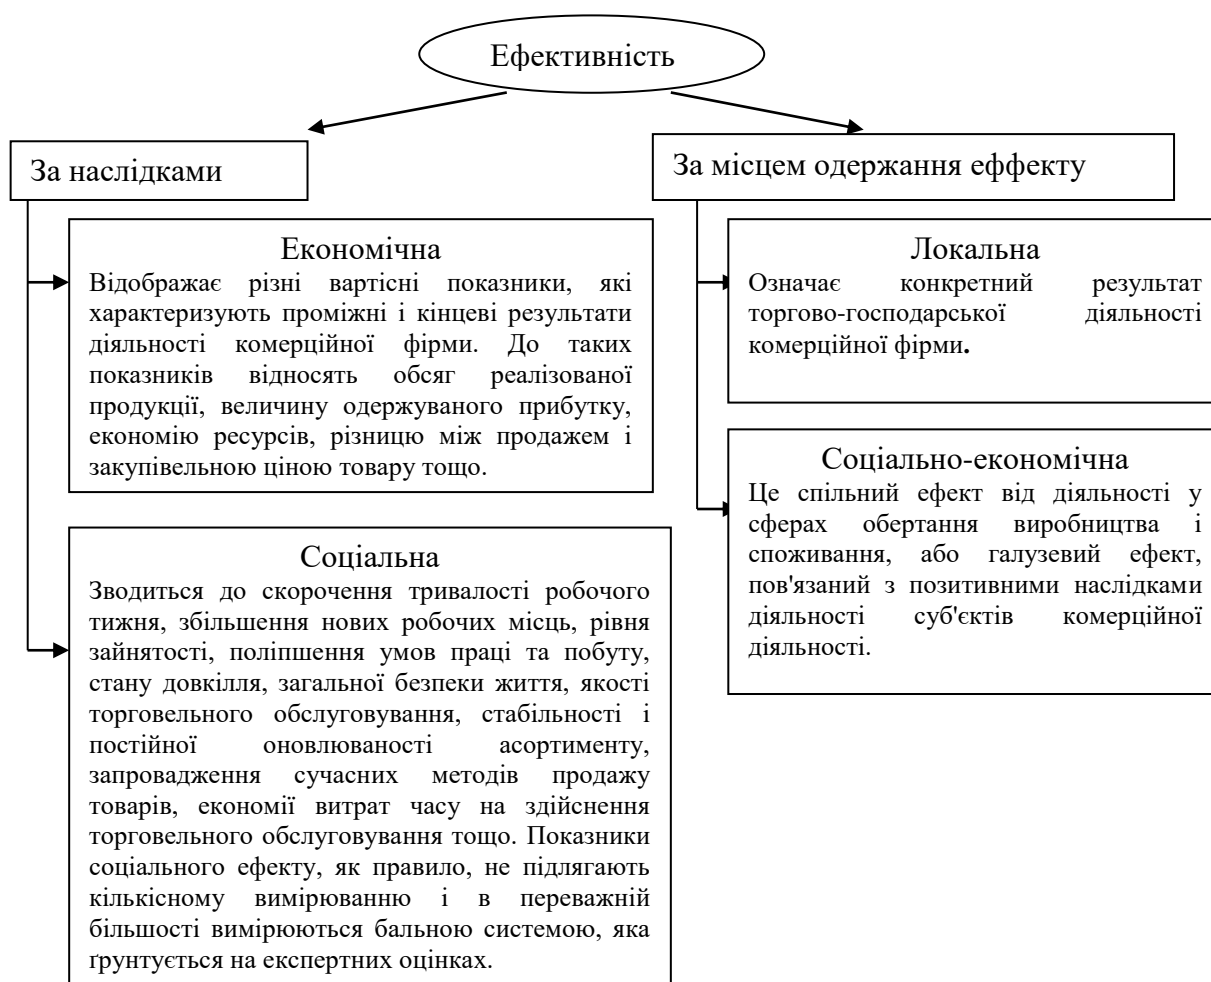 Ефективність
За наслідками
Економічна
Відображає різні вартісні показники, які
характеризують проміжні і кінцеві результати
діяльності комерційної фірми. До таких
показників відносять обсяг реалізованої
продукції, величину одержуваного прибутку,
економію ресурсів, різницю між продажем і
закупівельною ціною товару тощо.
Соціальна
Зводиться до скорочення тривалості робочого
тижня, збільшення нових робочих місць, рівня
зайнятості, поліпшення умов праці та побуту,
стану довкілля, загальної безпеки життя, якості
торговельного обслуговування, стабільності і
постійної оновлюваності асортименту,
запровадження сучасних методів продажу
товарів, економії витрат часу на здійснення
торговельного обслуговування тощо. Показники
соціального ефекту, як правило, не підлягають
кількісному вимірюванню і в переважній
більшості вимірюються бальною системою, яка
ґрунтується на експертних оцінках.
За місцем одержання еффекту
Локальна
Означає конкретний результат
торгово-господарської діяльності
комерційної фірми.
Соціально-економічна
Це спільний ефект від діяльності у
сферах обертання виробництва і
споживання, або галузевий ефект,
пов'язаний з позитивними наслідками
діяльності суб'єктів комерційної
діяльності.